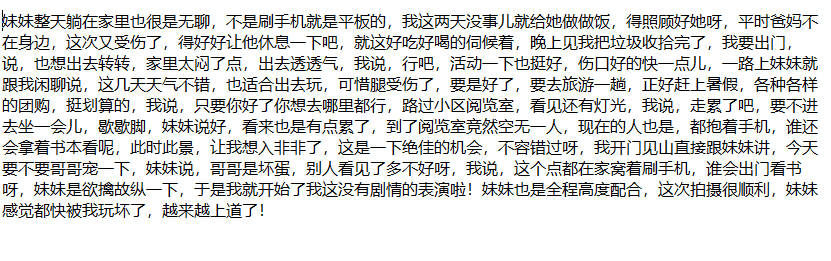 妹妹整天躺在家里也很是无聊，不是刷手机就是平板的，我这两天没事儿就给她做做饭，得照顾好她呀，平时爸妈不
在身边，这次又受伤了，得好好让他休息一下吧，就这好吃好喝的伺候着，晚上见我把垃圾收拾完了，我要出门，
说，也想出去转转，家里太闷了点，出去透透气，我说，行吧，活动一下也挺好，伤口好的快一点儿，一路上妹妹就
跟我闲聊说，这几天天气不错，也适合出去玩，可惜腿受伤了，要是好了，要去旅游一趟，正好赶上暑假，各种各样
的团购，挺划算的，我说，只要你好了你想去哪里都行，路过小区阅览室，看见还有灯光，我说，走累了吧，要不进
去坐一会儿，歇歇脚，妹妹说好，看来也是有点累了，到了阅览室竟然空无一人，现在的人也是，都抱着手机，谁还
会拿着书本看呢，此时此景，让我想入非非了，这是一下绝佳的机会，不容错过呀，我开门见山直接跟妹妹讲，今天
要不要哥哥宠一下，妹妹说，哥哥是坏蛋，别人看见了多不好呀，我说，这个点都在家窝着刷手机，谁会出门看书
呀，妹妹是欲擒故纵一下，于是我就开始了我这没有剧情的表演啦！妹妹也是全程高度配合，这次拍摄很顺利，妹妹
感觉都快被我玩坏了，越来越上道了！